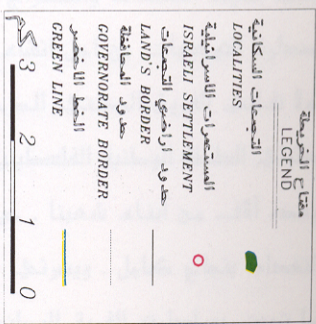 مفتاح الخريطة
LEGEND
التجمعات السكانية
LOCALITIES
المستعمرات الاسرائيلية
ISRAELI SETTLEMENT
حدود اراضي التجمعات
LAND'S BORDER
حدود المحافظة
GOVERNORATE BORDER
الخط الاخضر
GREEN LINE
كم 3 2 1 0